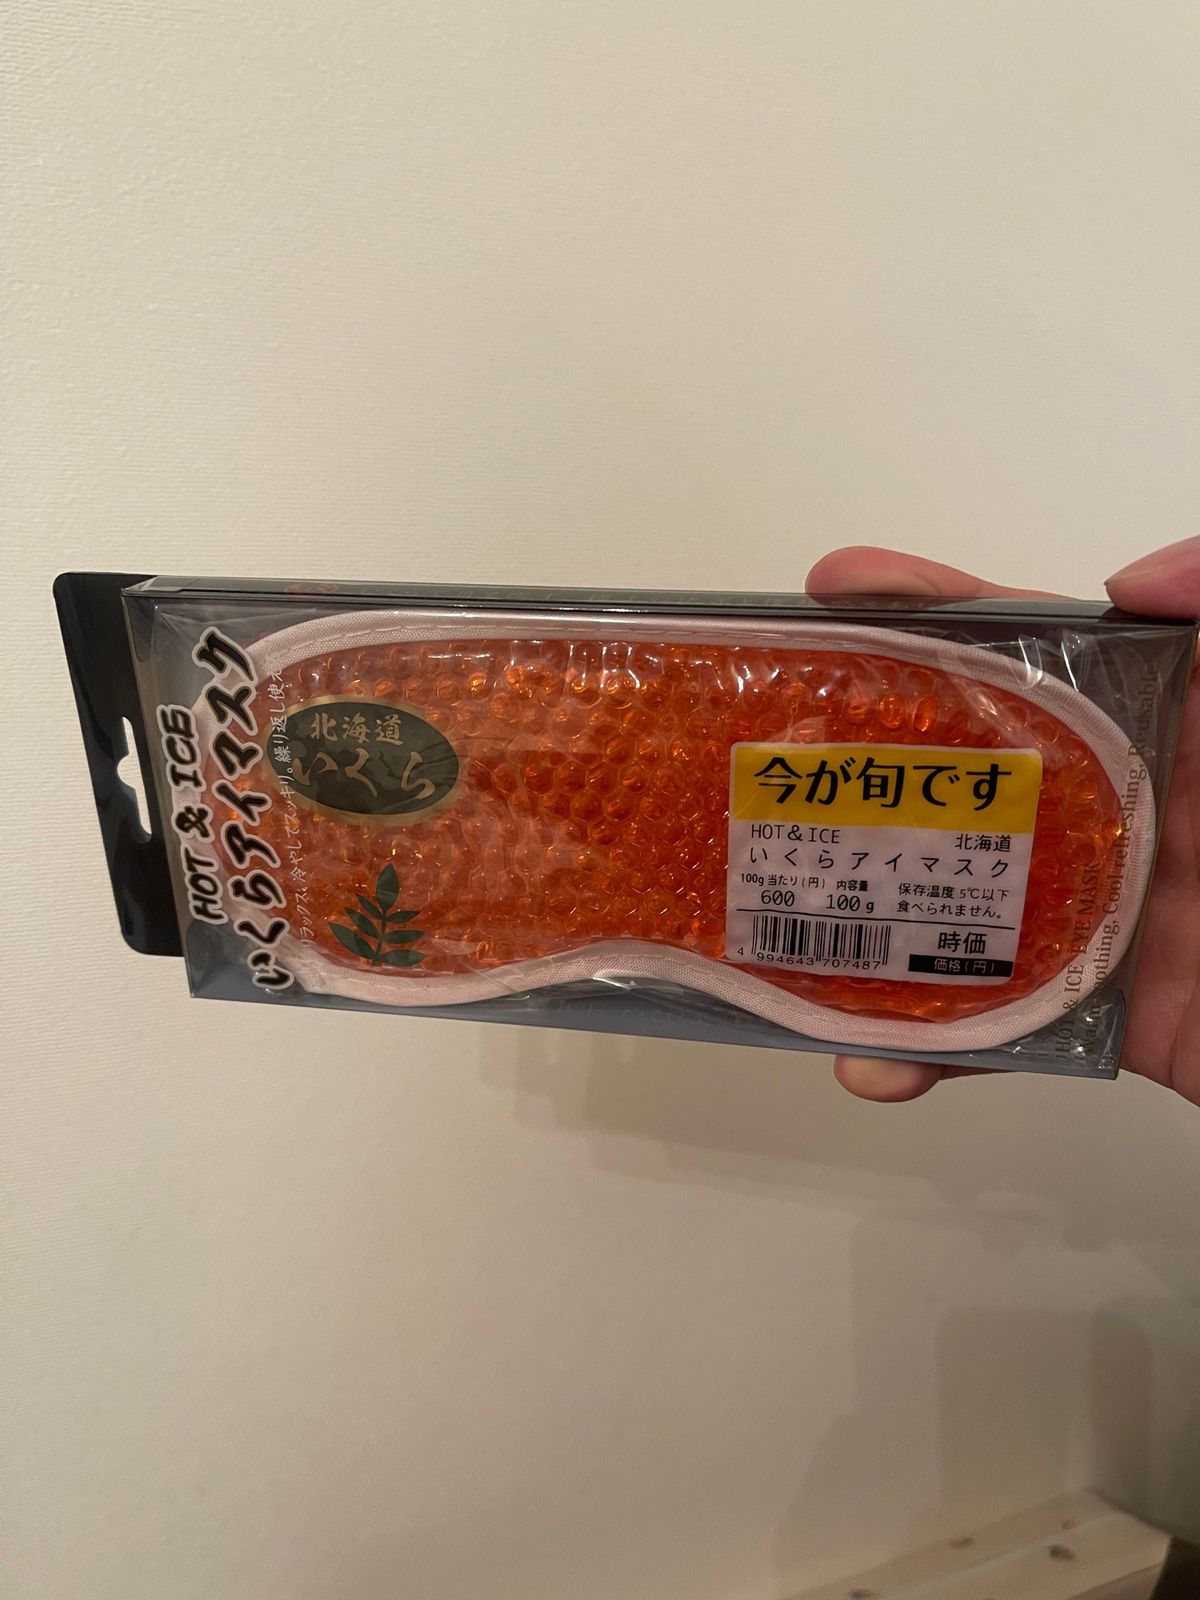 HOT & ICE
いくらアイマスク
リラックス。冷やしてスッキリ。繰り返し使え
北海道
いくら
今が旬です
HOT&ICE 北海道
いくらアイマスク
100g当たり(円) 内容量 保存温度5℃以下
600 100g 食べられません。
時価
価格(円)
4 994643 707487
HOT & ICE EYE MASK
Warm-soothing, Cool-refreshing, Reusable